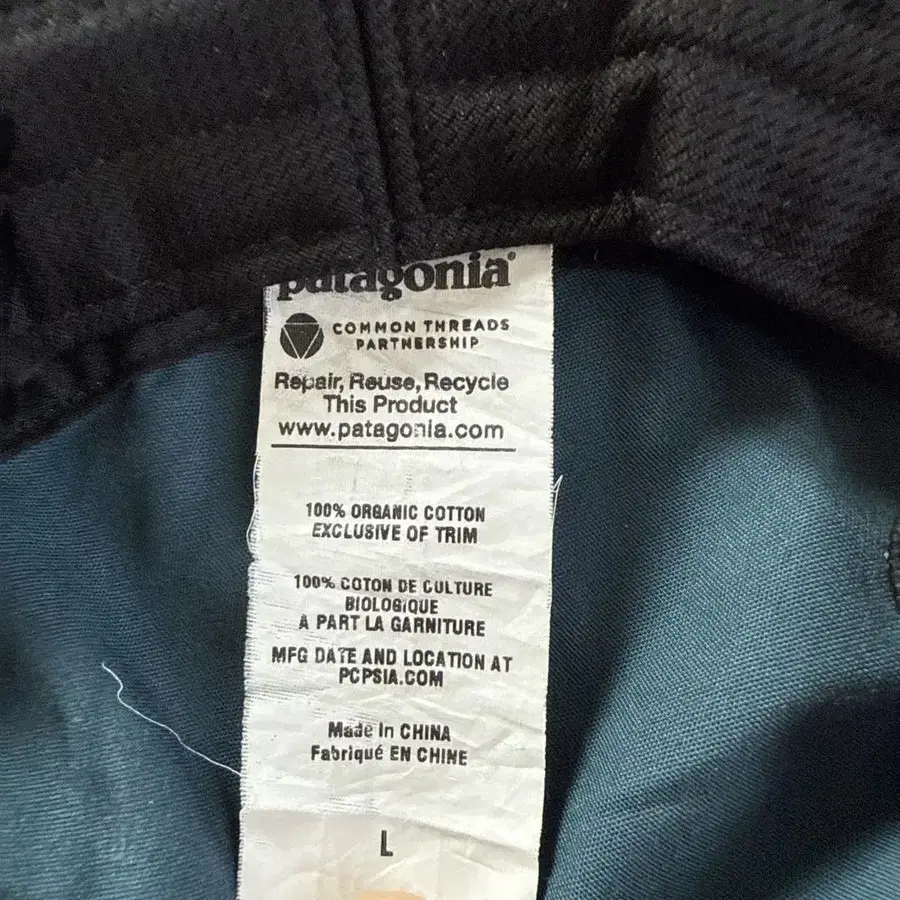 patagonia®
COMMON THREADS
PARTNERSHIP
Repair, Reuse, Recycle
This Product
www.patagonia.com
100% ORGANIC COTTON
EXCLUSIVE OF TRIM
100% COTON DE CULTURE
BIOLOGIQUE
A PART LA GARNITURE
MFG DATE AND LOCATION AT
PCPSIA.COM
Made in CHINA
Fabriqué EN CHINE
L